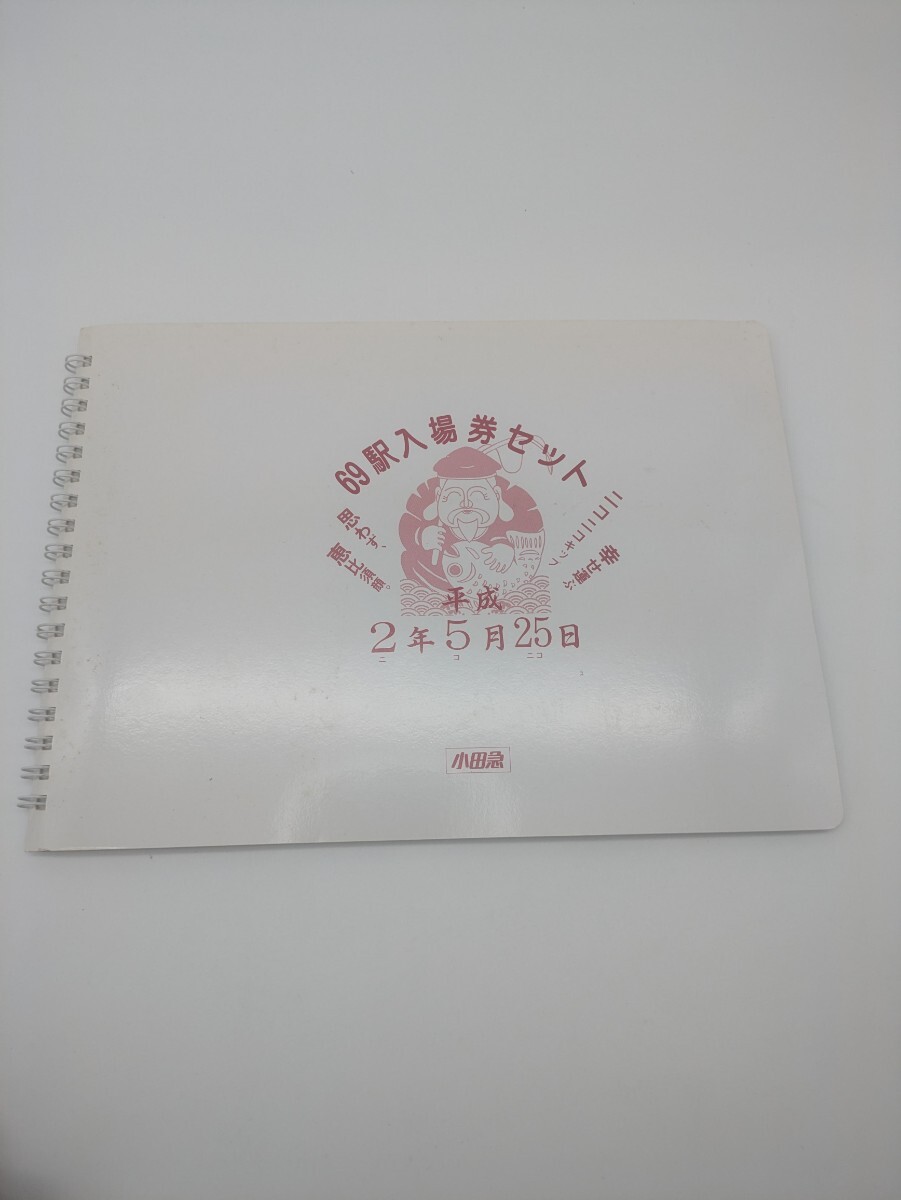 69駅入場券セット
思わず、
恵比須顔。
ニコニコキップ
幸せ運ぶ
平成
2年5月25日
ニ コ ニコ
小田急